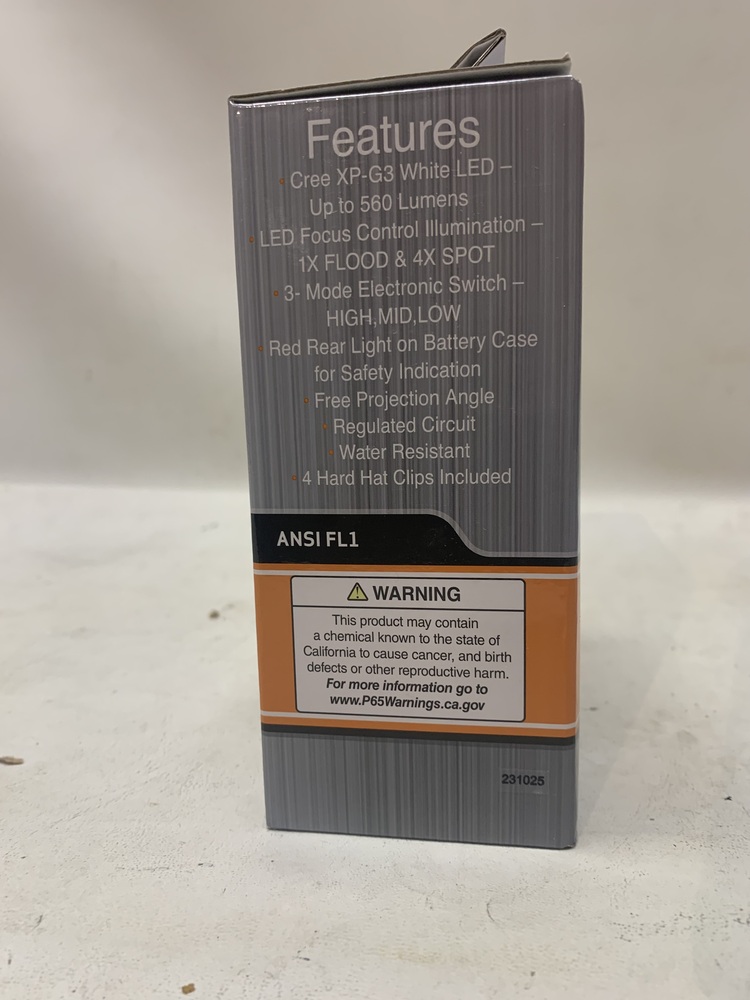 Features
• Cree XP-G3 White LED –
Up to 560 Lumens
• LED Focus Control Illumination –
1X FLOOD & 4X SPOT
• 3- Mode Electronic Switch –
HIGH,MID,LOW
• Red Rear Light on Battery Case
for Safety Indication
• Free Projection Angle
• Regulated Circuit
• Water Resistant
• 4 Hard Hat Clips Included
ANSI FL1
⚠ WARNING
This product may contain
a chemical known to the state of
California to cause cancer, and birth
defects or other reproductive harm.
For more information go to
www.P65Warnings.ca.gov
231025